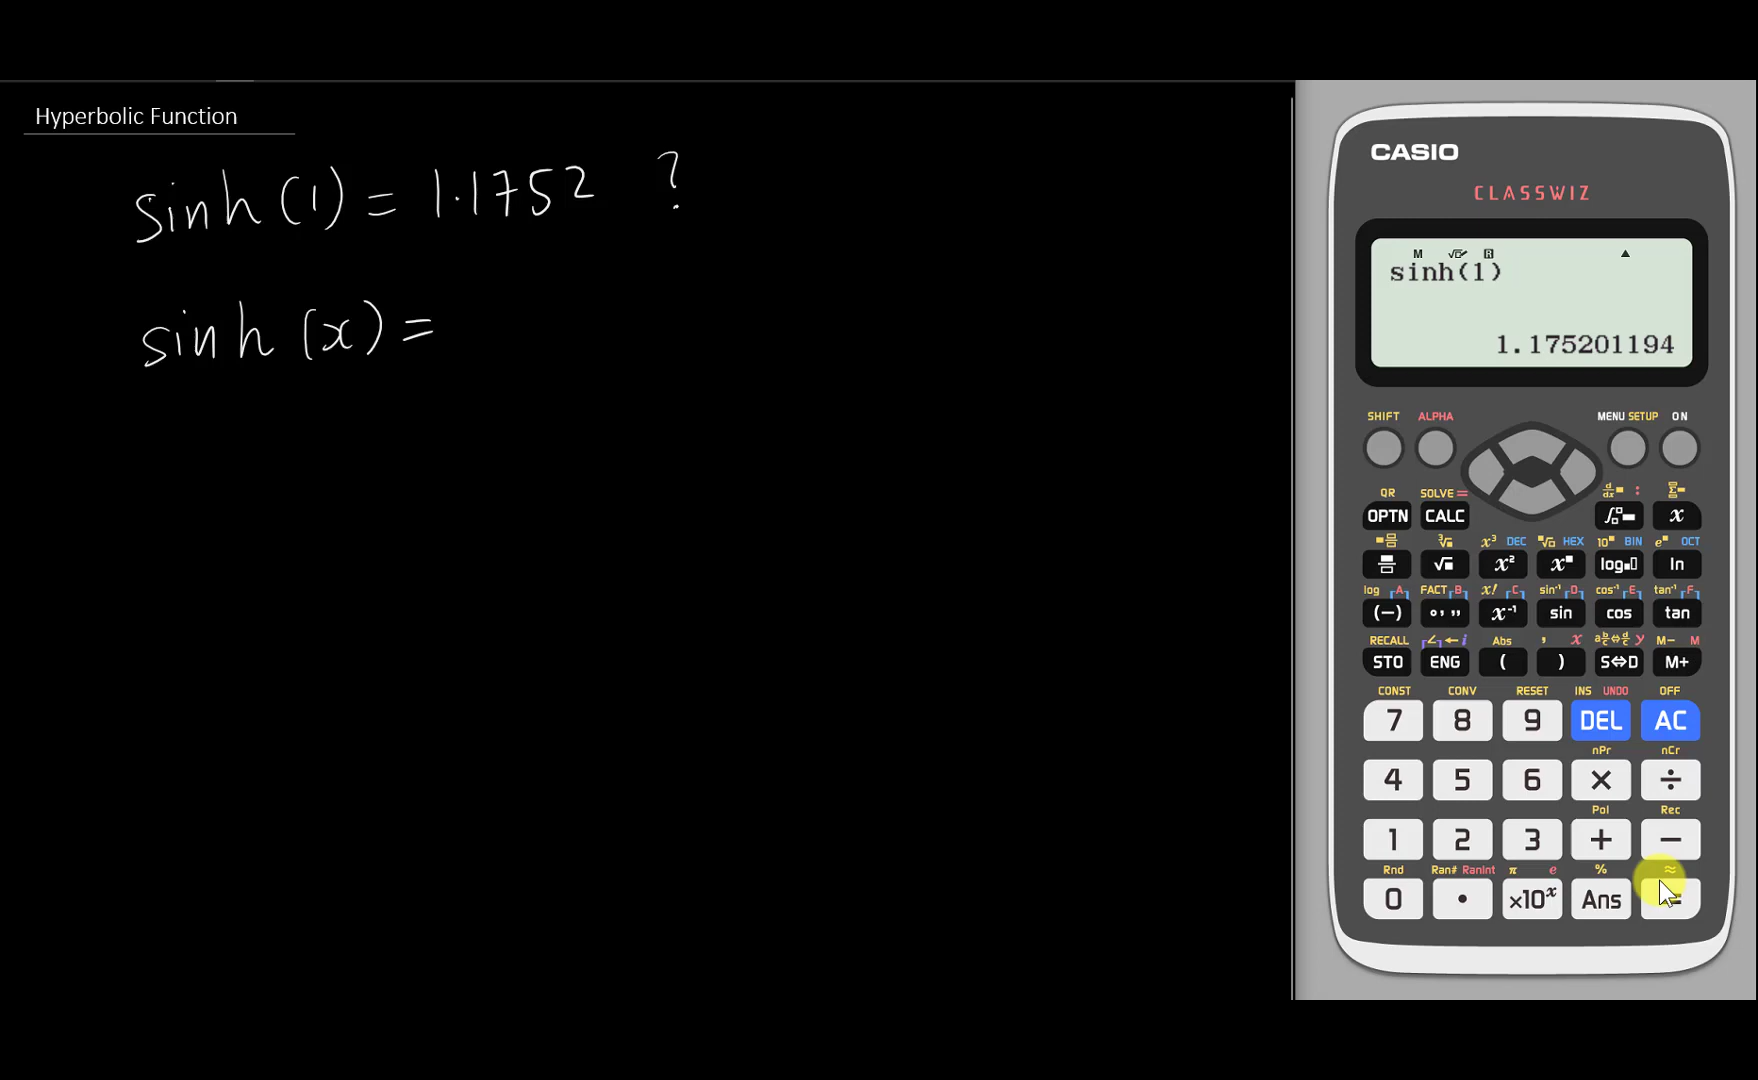 Hyperbolic Function
sinh (1) = 1.1752 ?
sinh (x) =
CASIO
CLASSWIZ
M R
sinh(1)
1.175201194
SHIFT ALPHA MENU SETUP ON
QR SOLVE = d/dx :
OPTN CALC x
x³ DEC HEX 10 BIN e OCT
x² x log ln
log A FACT B x! C sin⁻¹ D cos⁻¹ E tan⁻¹ F
(−) °,,, x⁻¹ sin cos tan
RECALL ∠ ← i Abs , x a b/c ⇔ d/c y M− M
STO ENG ( ) S⇔D M+
CONST CONV RESET INS UNDO OFF
7 8 9 DEL AC
nPr nCr
4 5 6 × ÷
Pol Rec
1 2 3 + −
Rnd Ran# RanInt π e % ≈
0 . ×10ˣ Ans =